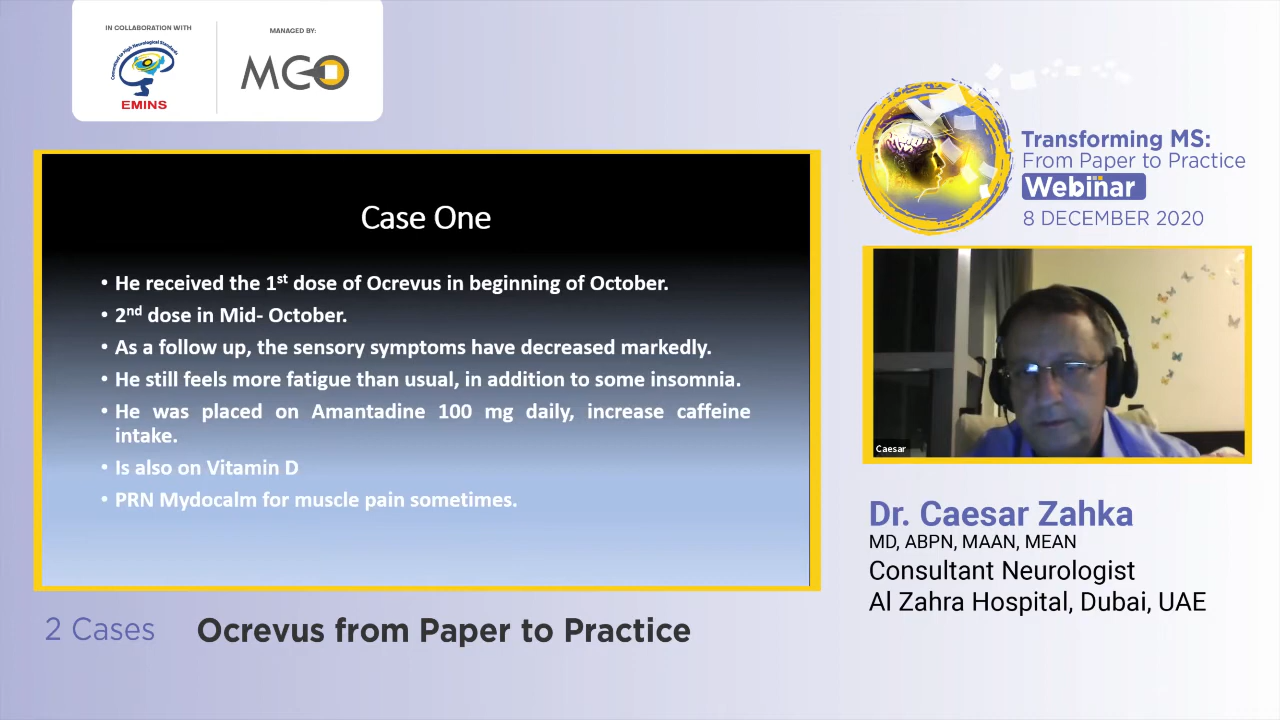 IN COLLABORATION WITH
MANAGED BY:
Committed to High Neurological Standards
EMINS
MCO
Transforming MS:
From Paper to Practice
Webinar
8 DECEMBER 2020
Case One
• He received the 1st dose of Ocrevus in beginning of October.
• 2nd dose in Mid- October.
• As a follow up, the sensory symptoms have decreased markedly.
• He still feels more fatigue than usual, in addition to some insomnia.
• He was placed on Amantadine 100 mg daily, increase caffeine
intake.
• Is also on Vitamin D
• PRN Mydocalm for muscle pain sometimes.
Caesar
Dr. Caesar Zahka
MD, ABPN, MAAN, MEAN
Consultant Neurologist
Al Zahra Hospital, Dubai, UAE
2 Cases
Ocrevus from Paper to Practice